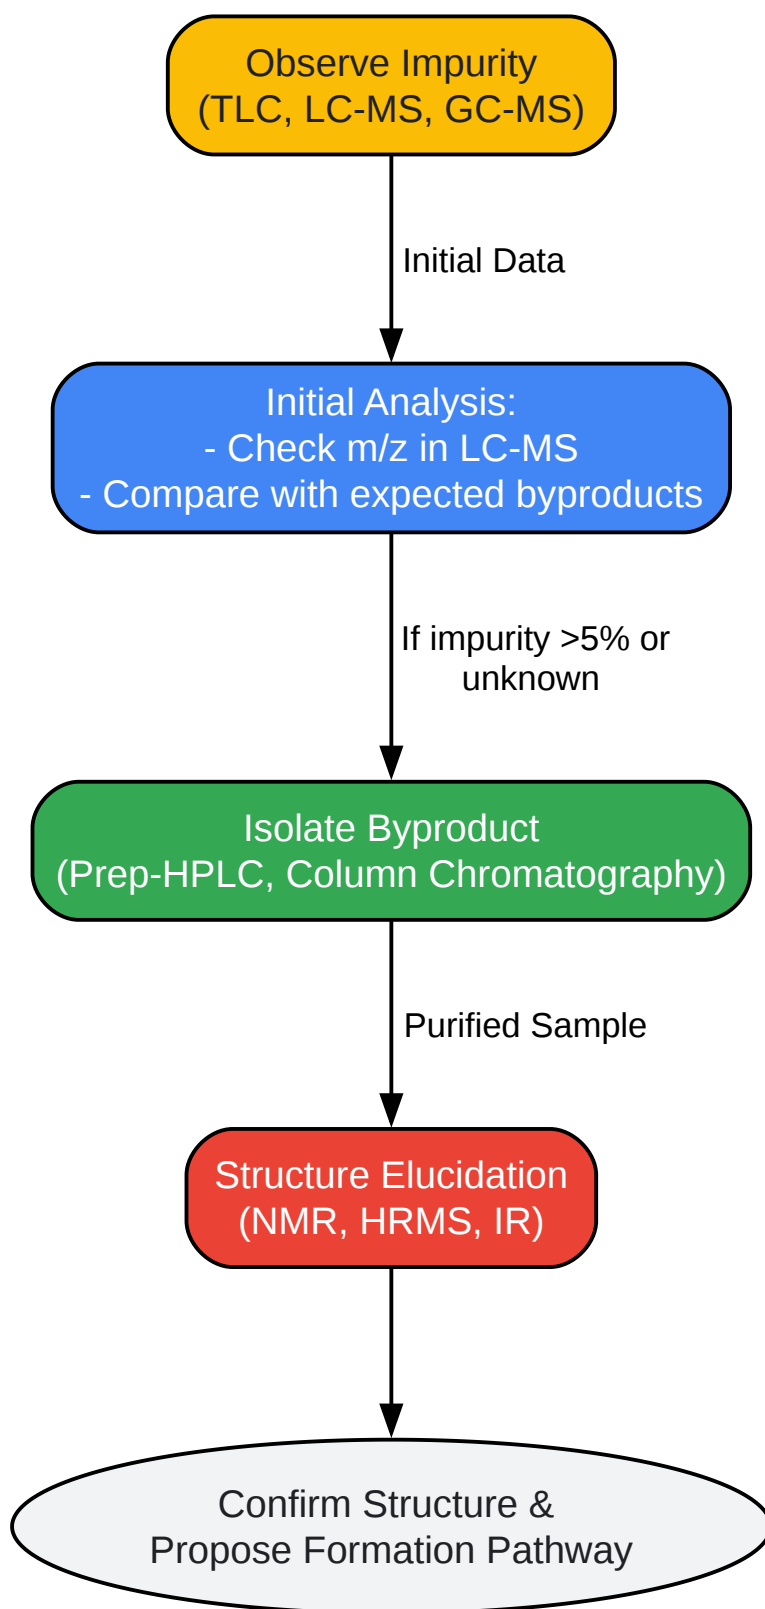 Observe Impurity
(TLC, LC-MS, GC-MS)
Initial Data
Initial Analysis:
- Check m/z in LC-MS
- Compare with expected byproducts
If impurity >5% or
unknown
Isolate Byproduct
(Prep-HPLC, Column Chromatography)
Purified Sample
Structure Elucidation
(NMR, HRMS, IR)
Confirm Structure &
Propose Formation Pathway